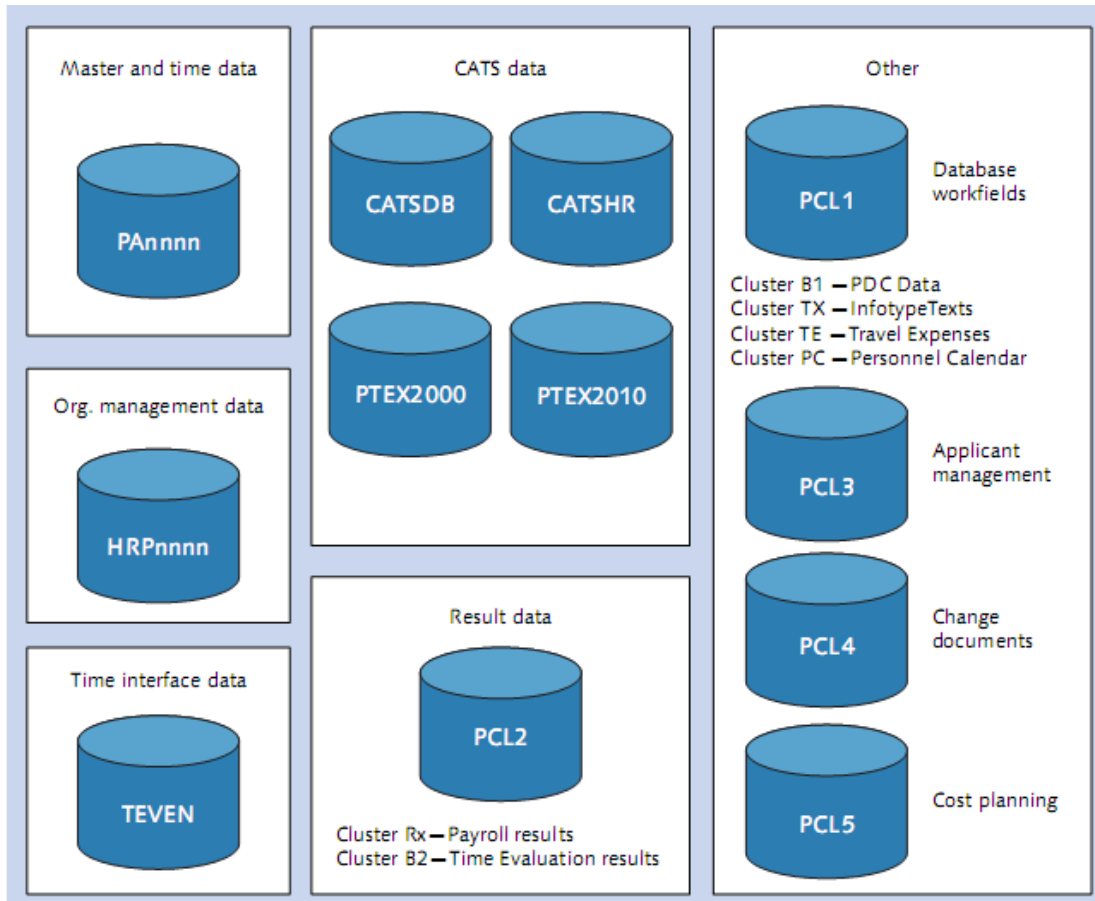 Master and time data
PAnnnn
Org. management data
HRPnnnn
Time interface data
TEVEN
CATS data
CATSDB
CATSHR
PTEX2000
PTEX2010
Result data
PCL2
Cluster Rx – Payroll results
Cluster B2 – Time Evaluation results
Other
PCL1
Database
workfields
Cluster B1 – PDC Data
Cluster TX – InfotypeTexts
Cluster TE – Travel Expenses
Cluster PC – Personnel Calendar
PCL3
Applicant
management
PCL4
Change
documents
PCL5
Cost planning